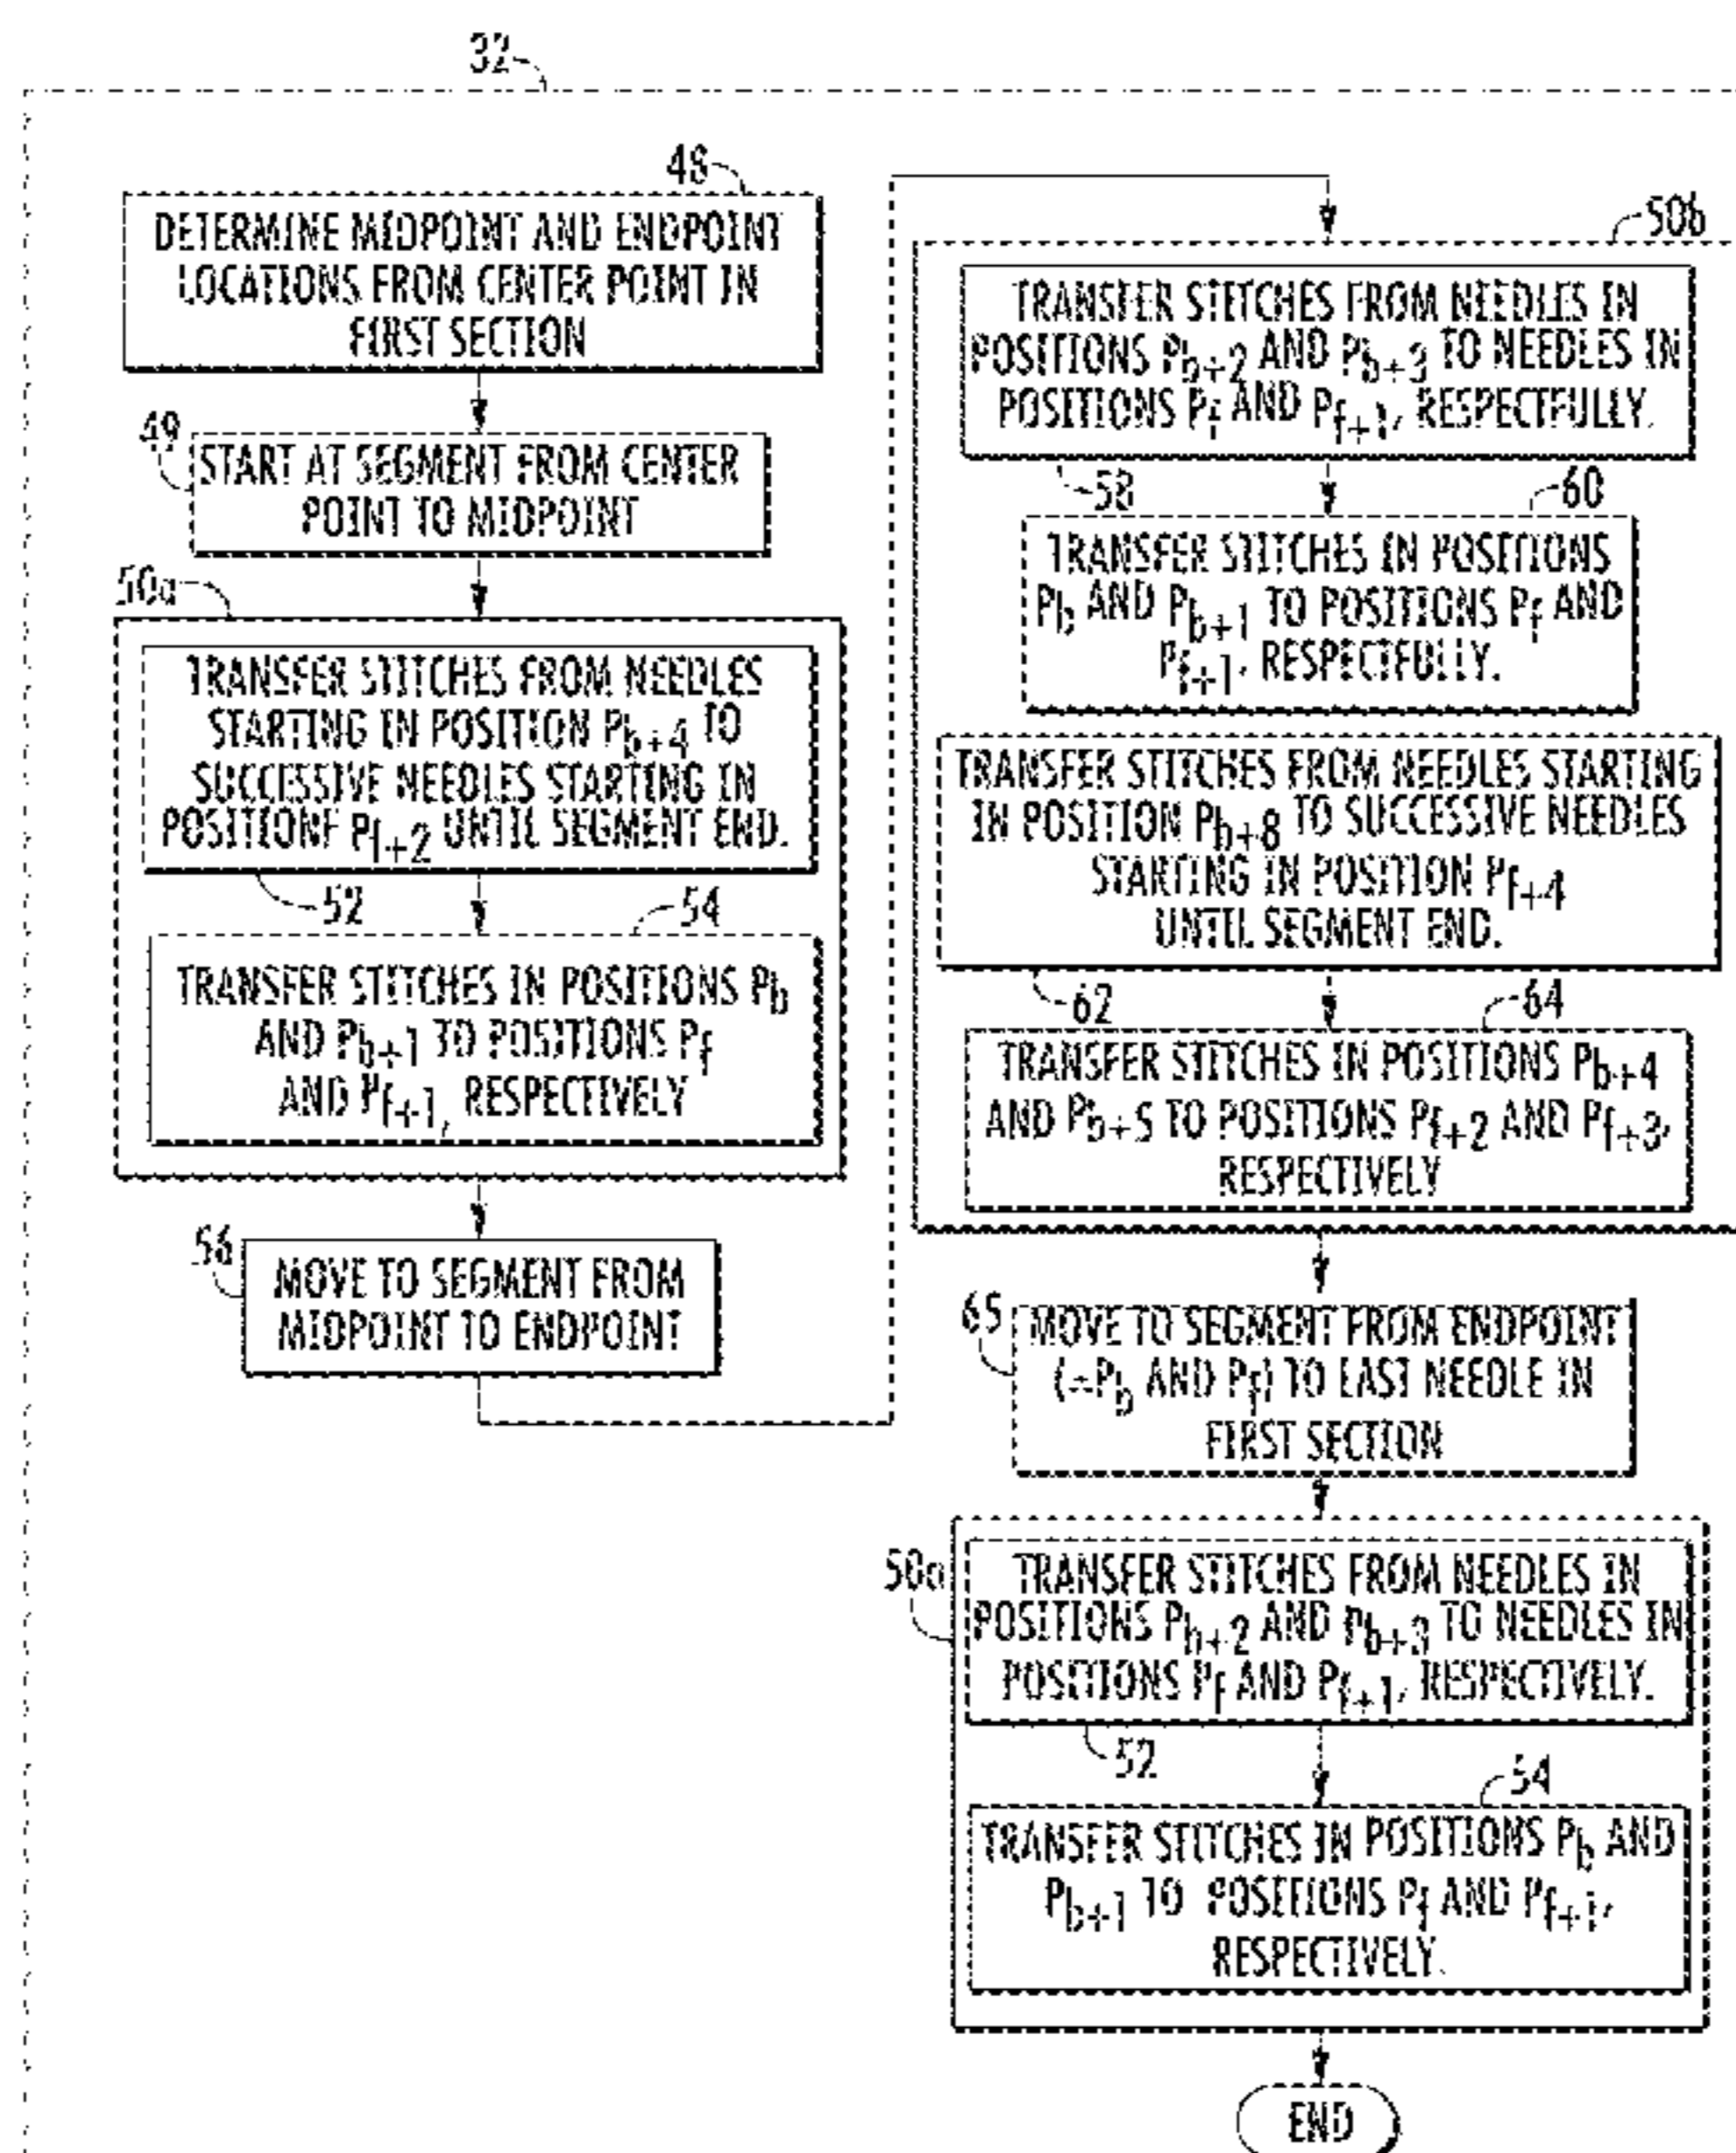 32
48
DETERMINE MIDPOINT AND ENDPOINT
LOCATIONS FROM CENTER POINT IN
FIRST SECTION
49
START AT SEGMENT FROM CENTER
POINT TO MIDPOINT
50a
TRANSFER STITCHES FROM NEEDLES
STARTING IN POSITION Pb+4 TO
SUCCESSIVE NEEDLES STARTING IN
POSITIONF Pf+2 UNTIL SEGMENT END.
52
54
TRANSFER STITCHES IN POSITIONS Pb
AND Pb+1 TO POSITIONS Pf
AND Pf+1, RESPECTIVELY
56
MOVE TO SEGMENT FROM
MIDPOINT TO ENDPOINT
50b
TRANSFER STITCHES FROM NEEDLES IN
POSITIONS Pb+2 AND Pb+3 TO NEEDLES IN
POSITIONS Pf AND Pf+1, RESPECTFULLY.
58
60
TRANSFER STITCHES IN POSITIONS
Pb AND Pb+1 TO POSITIONS Pf AND
Pf+1, RESPECTFULLY.
TRANSFER STITCHES FROM NEEDLES STARTING
IN POSITION Pb+8 TO SUCCESSIVE NEEDLES
STARTING IN POSITION Pf+4
UNTIL SEGMENT END.
62
64
TRANSFER STITCHES IN POSITIONS Pb+4
AND Pb+5 TO POSITIONS Pf+2 AND Pf+3,
RESPECTIVELY
65
MOVE TO SEGMENT FROM ENDPOINT
(=Pb AND Pf) TO LAST NEEDLE IN
FIRST SECTION
50a
TRANSFER STITCHES FROM NEEDLES IN
POSITIONS Pb+2 AND Pb+3 TO NEEDLES IN
POSITIONS Pf AND Pf+1, RESPECTIVELY.
52
54
TRANSFER STITCHES IN POSITIONS Pb AND
Pb+1 TO POSITIONS Pf AND Pf+1,
RESPECTIVELY.
END